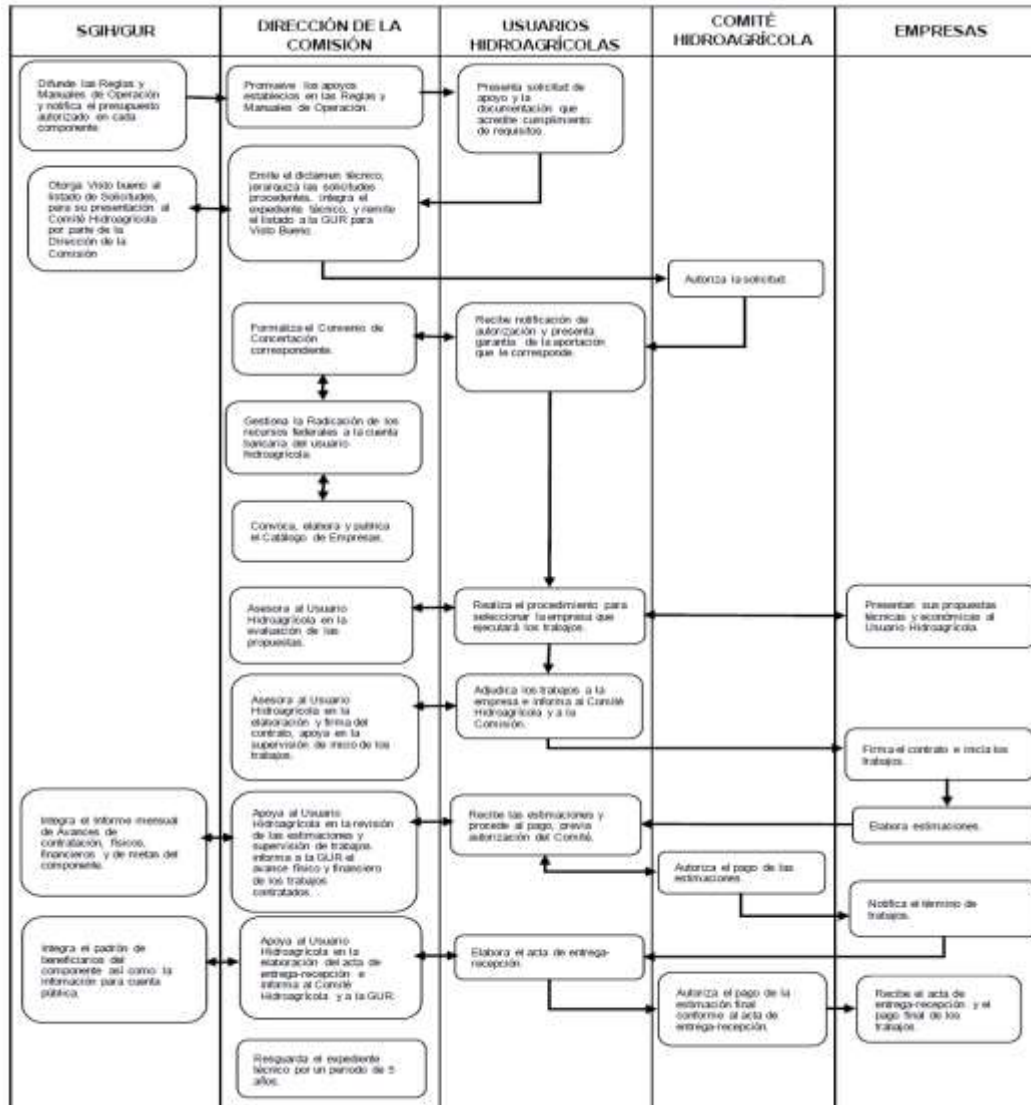 SGIH/GUR
DIRECCIÓN DE LA
COMISIÓN
USUARIOS
HIDROAGRÍCOLAS
COMITÉ
HIDROAGRÍCOLA
EMPRESAS
Difunde las Reglas y
Manuales de Operación
y notifica el presupuesto
autorizado en cada
componente.
Promueve los apoyos
establecios en las Reglas y
Manuales de Operación.
Presenta solicitud de
apoyo y la
documentación que
acredite cumplimiento
de requisitos.
Otorga Visto bueno al
listado de Solicitudes,
para su presentación al
Comité Hidroagrícola
por parte de la
Dirección de la
Comisión
Emite el dictamen técnico,
jerarquiza las solicitudes
procedentes, integra el
expediente técnico, y remite
el listado a la GUR para
Visto Bueno.
Autoriza la solicitud.
Formaliza el Convenio de
Concertación
correspondiente.
Recibe notificación de
autorización y presenta
garantía de la aportación
que le corresponde.
Gestiona la Radicación de los
recursos federales a la cuenta
bancaria del usuario
hidroagrícola.
Convoca, elabora y publica
el Catálogo de Empresas.
Asesora al Usuario
Hidroagrícola en la
evaluación de las
propuestas.
Realiza el procedimiento para
seleccionar la empresa que
ejecutará los trabajos.
Presentan sus propuestas
técnicas y económicas al
Usuario Hidroagrícola.
Asesora al Usuario
Hidroagrícola en la
elaboración y firma del
contrato, apoya en la
supervisión de inicio de los
trabajos.
Adjudica los trabajos a la
empresa e informa al Comité
Hidroagrícola y a la
Comisión.
Firma el contrato e inicia los
trabajos.
Integra el Informe mensual
de Avances de
contratación, físicos,
financieros y de metas del
componente.
Apoya al Usuario
Hidroagrícola en la revisión
de las estimaciones y
supervisión de trabajos
informa a la GUR el
avance físico y financiero
de los trabajos
contratados.
Recibe las estimaciones y
procede al pago, previa
autorización del Comité.
Elabora estimaciones.
Autoriza el pago de las
estimaciones
Notifica el término de
trabajos.
Integra el padrón de
beneficiarios del
componente así como la
información para cuenta
pública.
Apoya al Usuario
Hidroagrícola en la
elaboración del acta de
entrega-recepción e
informa al Comité
Hidroagrícola y a la GUR
Elabora el acta de entrega-
recepción.
Autoriza el pago de la
estimación final
conforme al acta de
entrega-recepción.
Recibe el acta de
entrega-recepción y el
pago final de los
trabajos
Resguarda el expediente
técnico por un periodo de 5
años.